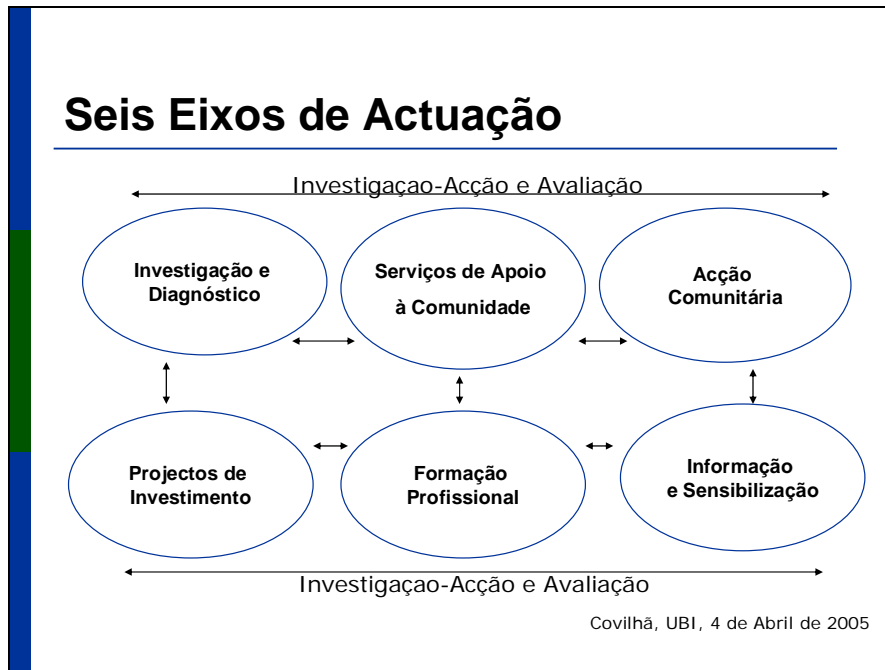 Seis Eixos de Actuação
Investigaçao-Acção e Avaliação
Investigação e
Diagnóstico
Serviços de Apoio
à Comunidade
Acção
Comunitária
Projectos de
Investimento
Formação
Profissional
Informação
e Sensibilização
Investigaçao-Acção e Avaliação
Covilhã, UBI, 4 de Abril de 2005